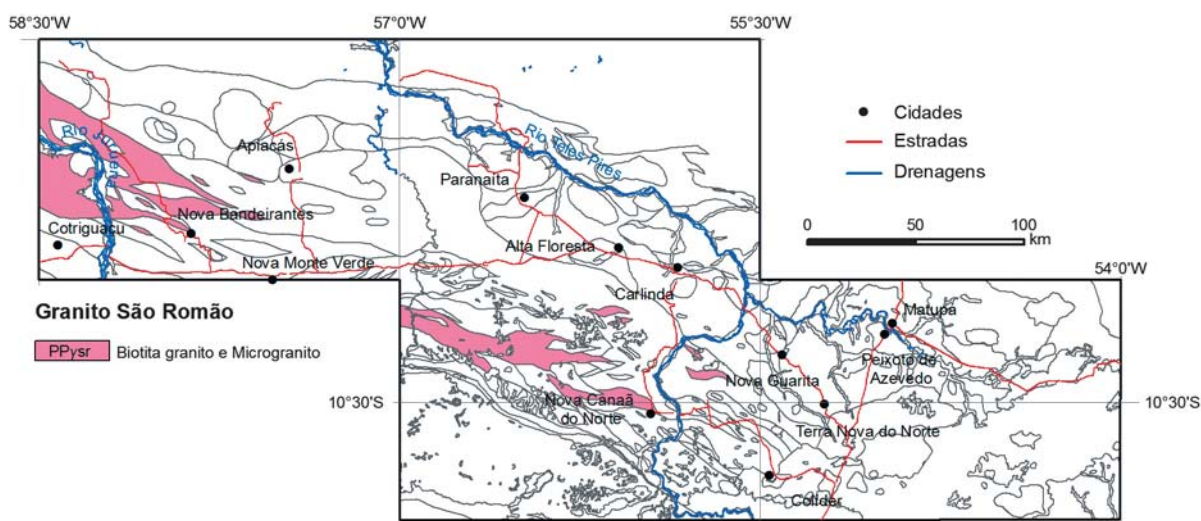 58°30'W
57°0'W
55°30'W
Cidades
Estradas
Drenagens
0 50 100
km
Rio Juruena
Apiacás
Rio Teles Pires
Paranaíta
Nova Bandeirantes
Cotriguaçu
Alta Floresta
Nova Monte Verde
54°0'W
Carlinda
Granito São Romão
PPγsr Biotita granito e Microgranito
Matupá
Peixoto de
Azevedo
Nova Guarita
Nova Canaã
do Norte
10°30'S
10°30'S
Terra Nova do Norte
Colíder